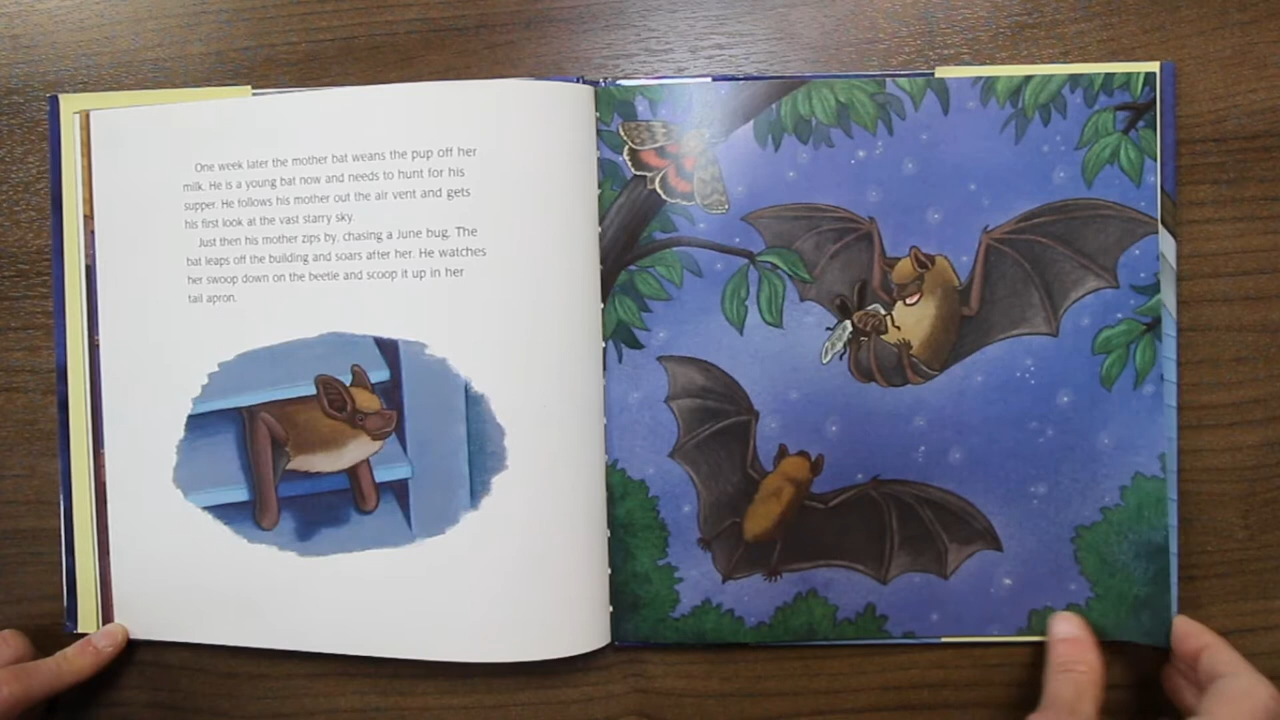 One week later the mother bat weans the pup off her
milk. He is a young bat now and needs to hunt for his
supper. He follows his mother out the air vent and gets
his first look at the vast starry sky.
Just then his mother zips by, chasing a June bug. The
bat leaps off the building and soars after her. He watches
her swoop down on the beetle and scoop it up in her
tail apron.